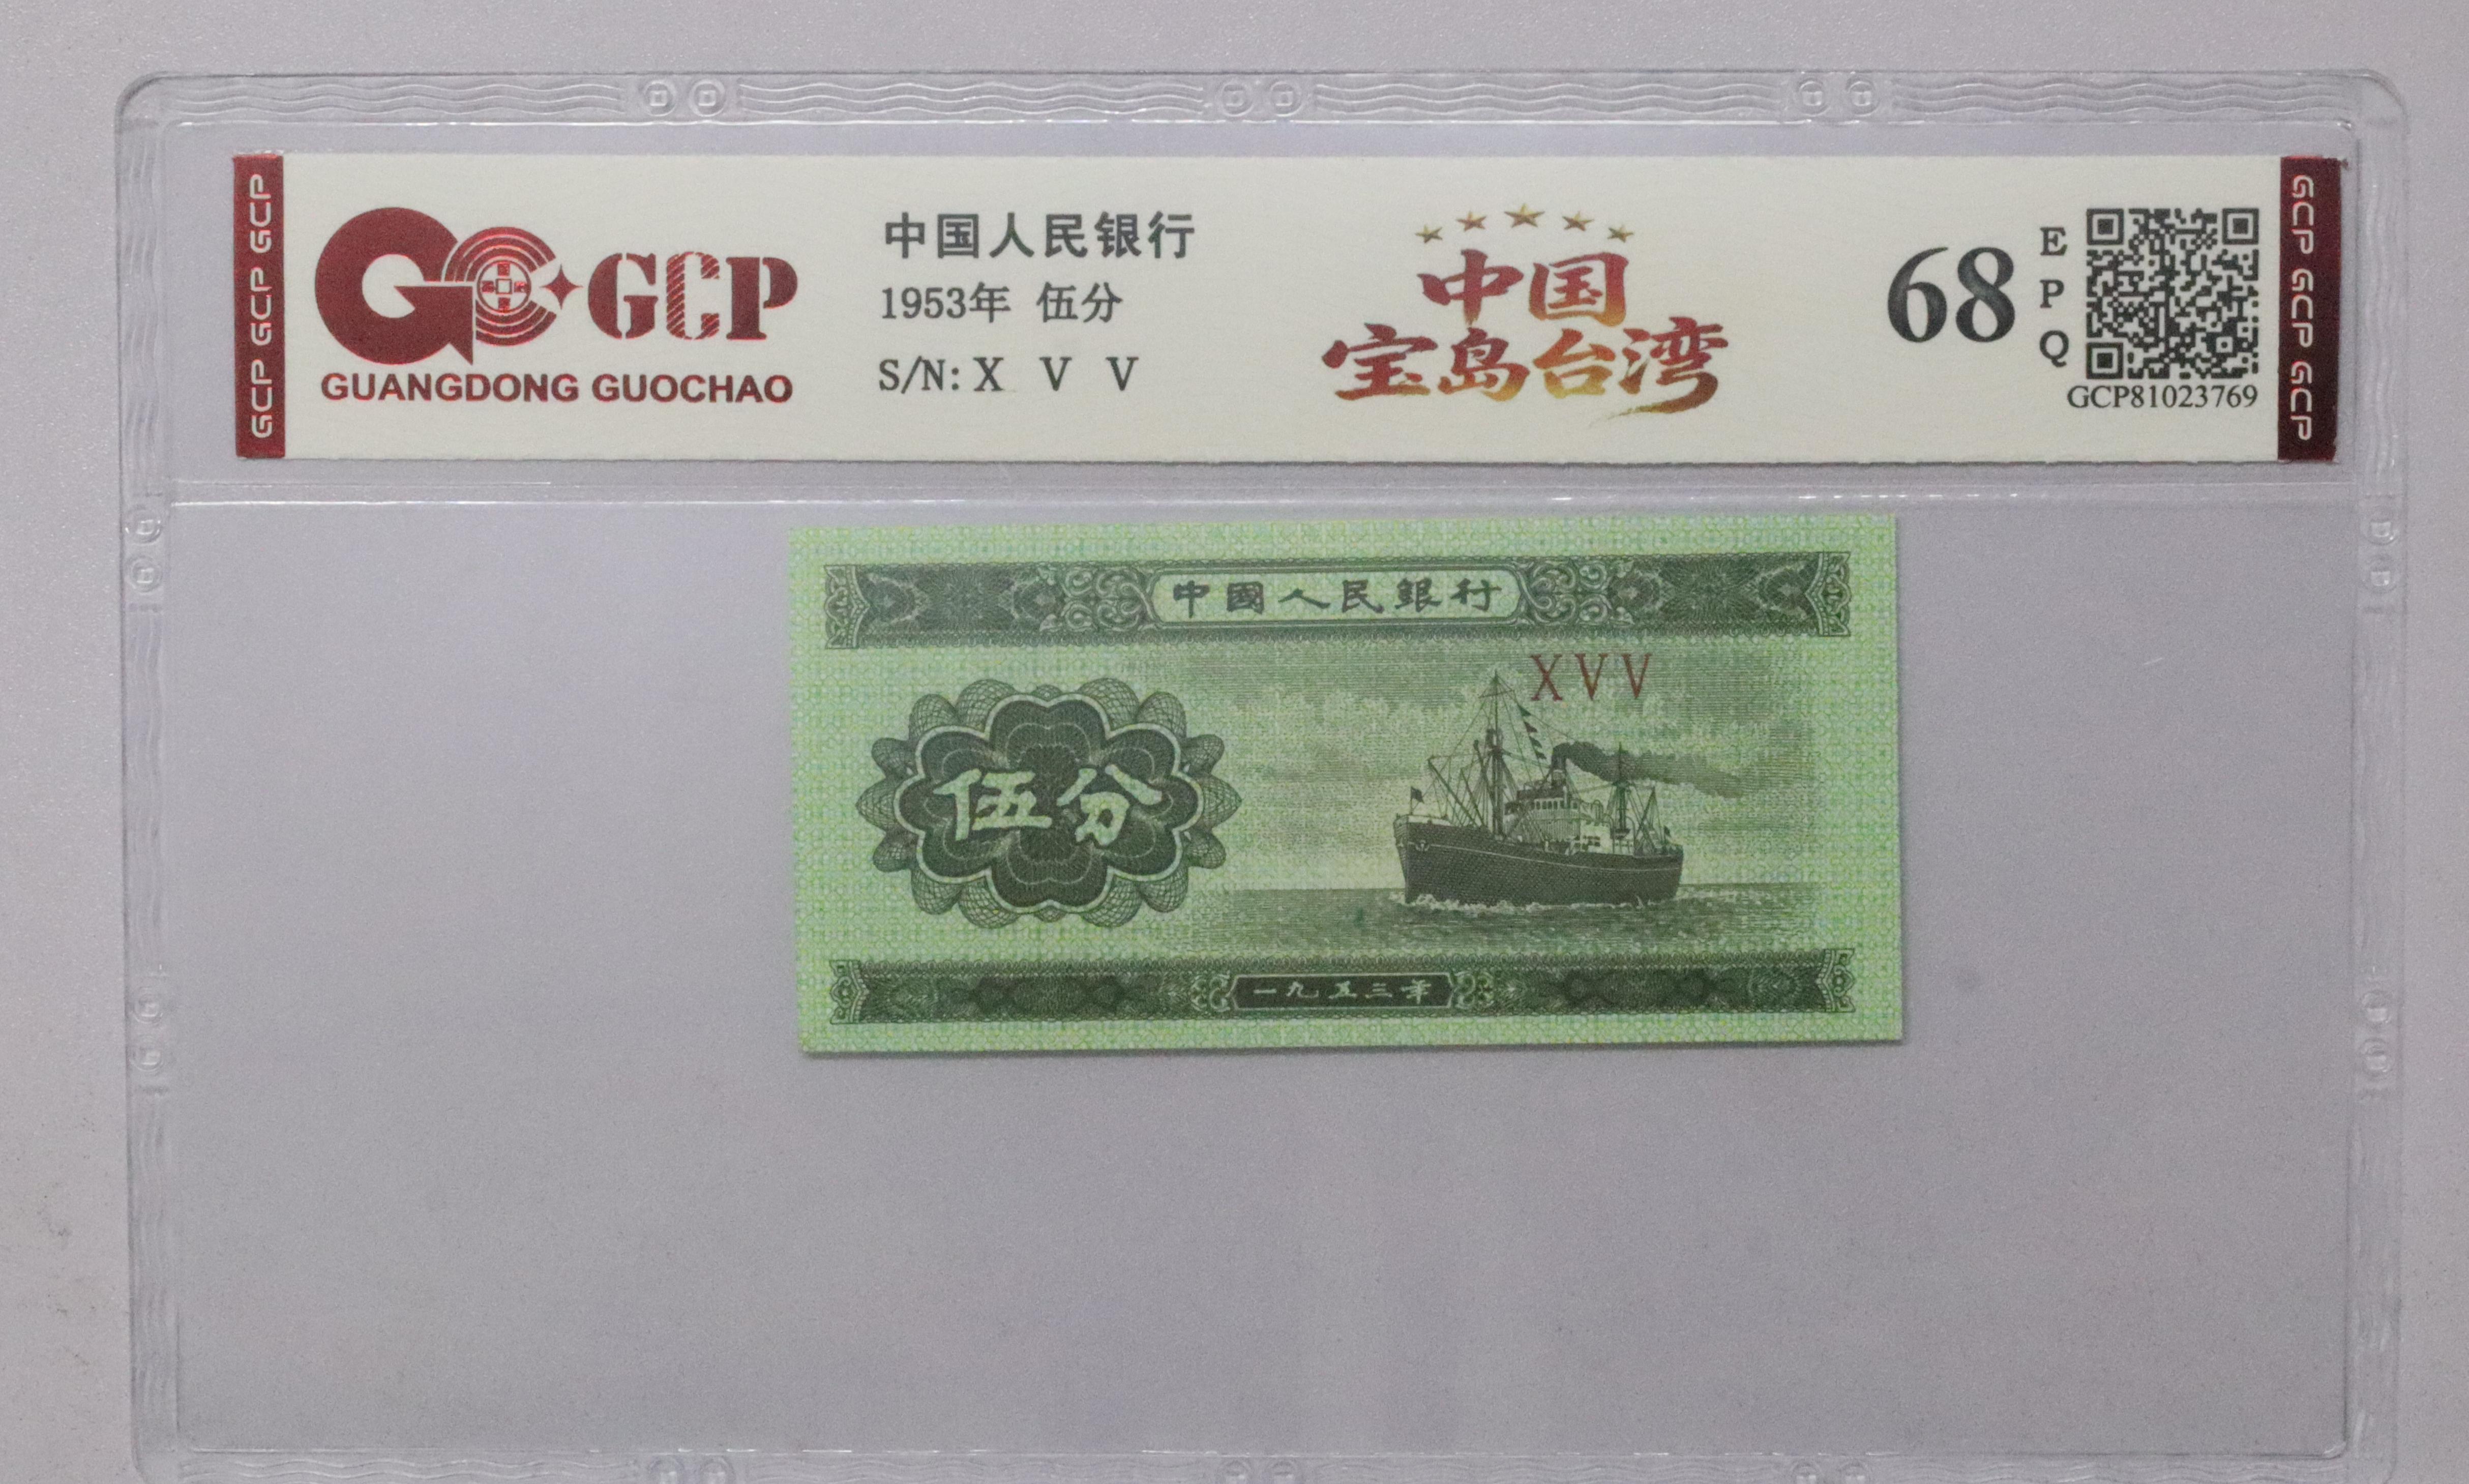 GCP GCP GCP
GCP
GUANGDONG GUOCHAO
中国人民银行
1953年 伍分
S/N: X V V
中国
宝岛台湾
68
E
P
Q
GCP81023769
GCP GCP GCP
中國人民銀行
XVV
伍分
一九五三年